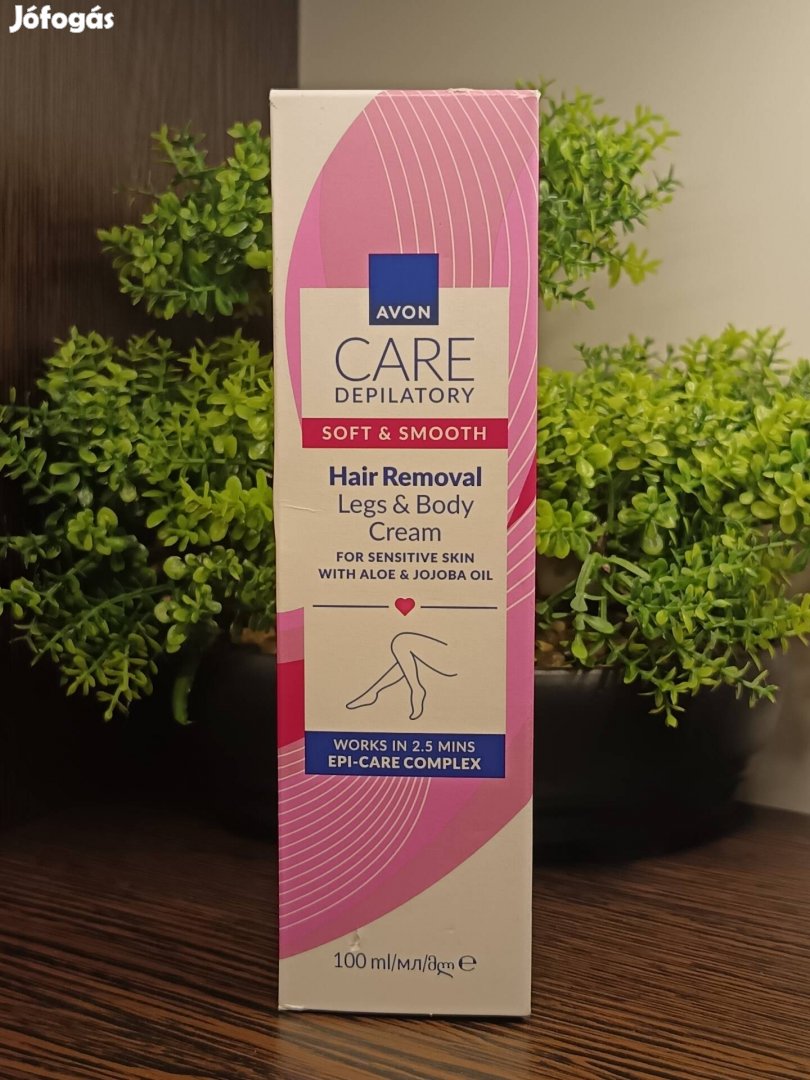 Jófogás
AVON
CARE
DEPILATORY
SOFT & SMOOTH
Hair Removal
Legs & Body
Cream
FOR SENSITIVE SKIN
WITH ALOE & JOJOBA OIL
WORKS IN 2.5 MINS
EPI-CARE COMPLEX
100 ml/мл/მლ ℮